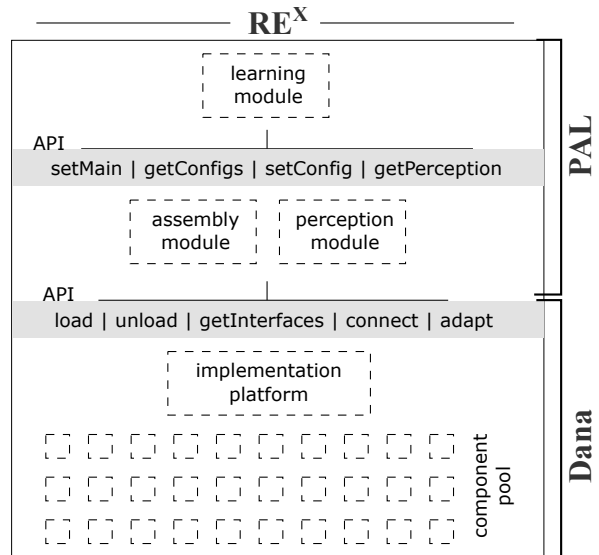 RE^X
learning
module
API
setMain | getConfigs | setConfig | getPerception
assembly
module
perception
module
PAL
API
load | unload | getInterfaces | connect | adapt
implementation
platform
component
pool
Dana